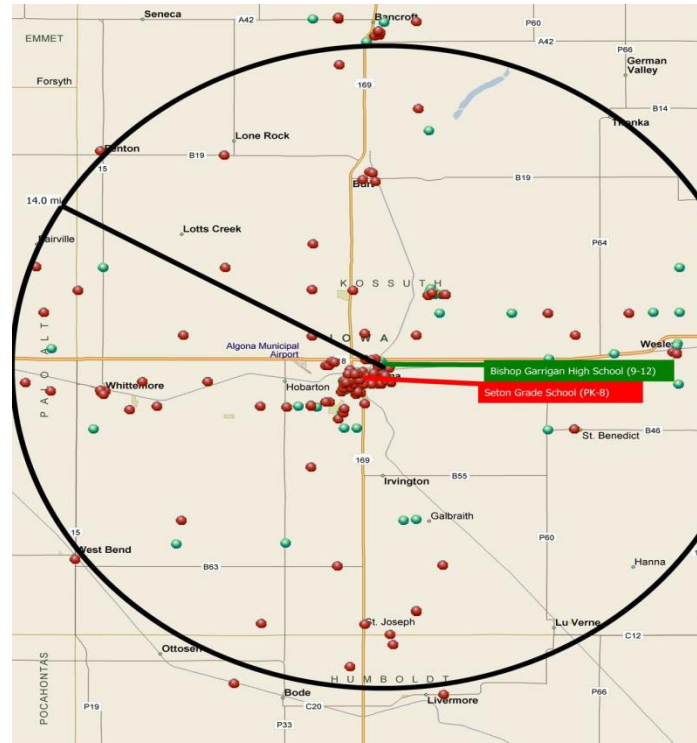 Seneca
A42
Bancroft
P60
EMMET
A42
P66
German
Valley
Forsyth
169
B14
Lone Rock
Fenton
B19
15
Burt
B19
14.0 mi
Lotts Creek
Fairville
P64
KOSSUTH
PALO ALT
IOWA
Algona Municipal
Airport
Wesley
Bishop Garrigan High School (9-12)
Hobarton
Whittemore
Seton Grade School (PK-8)
St. Benedict
B46
169
B55
Irvington
Galbraith
15
P60
West Bend
B63
Hanna
St. Joseph
Lu Verne
C12
Ottosen
HUMBOLDT
POCAHONTAS
Bode
Livermore
P66
P19
C20
P33